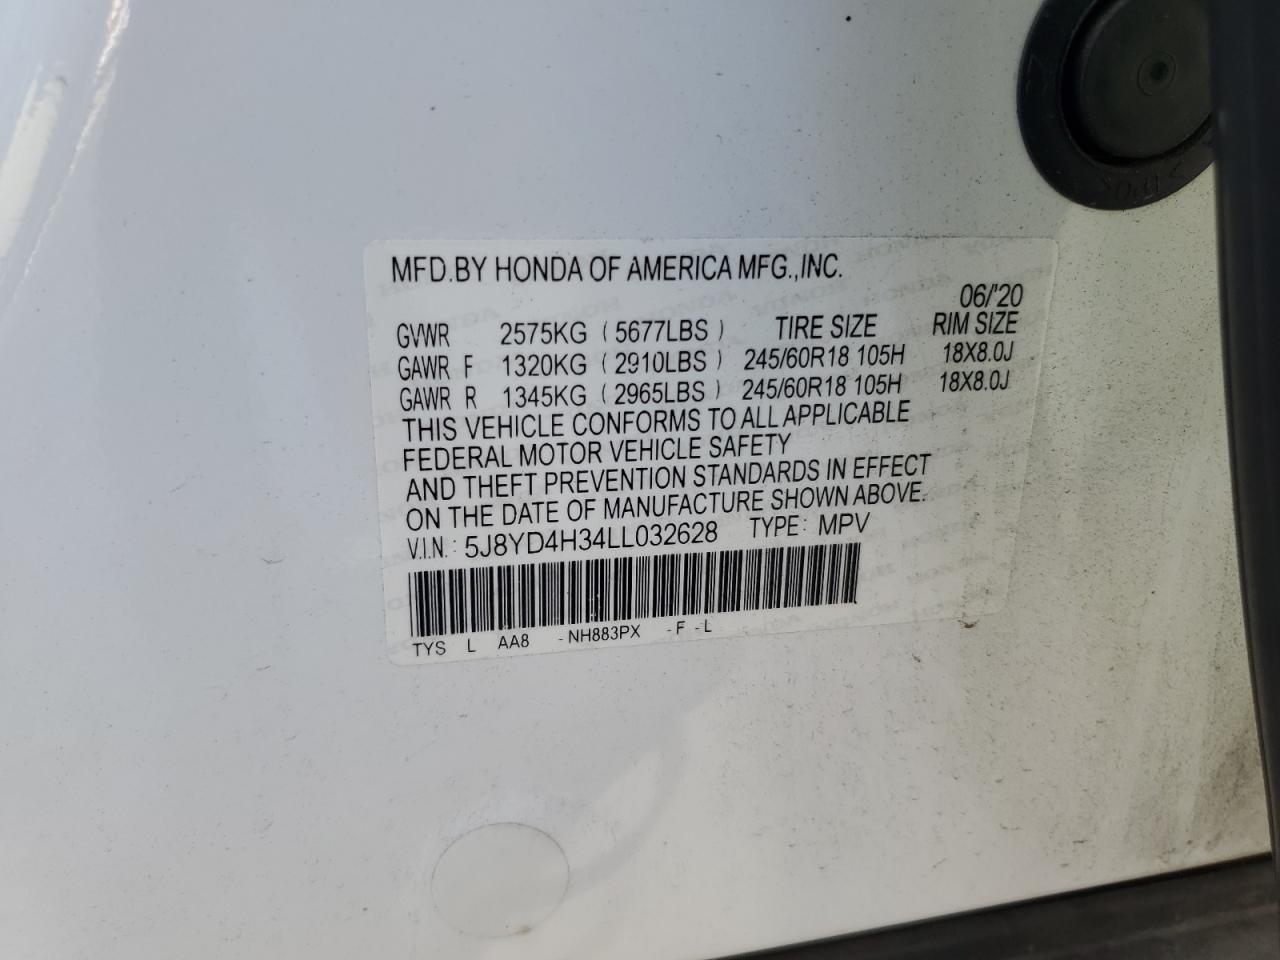 MFD.BY HONDA OF AMERICA MFG.,INC.
06/'20
GVWR 2575KG (5677LBS) TIRE SIZE RIM SIZE
GAWR F 1320KG (2910LBS) 245/60R18 105H 18X8.0J
GAWR R 1345KG (2965LBS) 245/60R18 105H 18X8.0J
THIS VEHICLE CONFORMS TO ALL APPLICABLE
FEDERAL MOTOR VEHICLE SAFETY
AND THEFT PREVENTION STANDARDS IN EFFECT
ON THE DATE OF MANUFACTURE SHOWN ABOVE.
V.I.N.: 5J8YD4H34LL032628 TYPE: MPV
TYS L AA8 -NH883PX -F -L